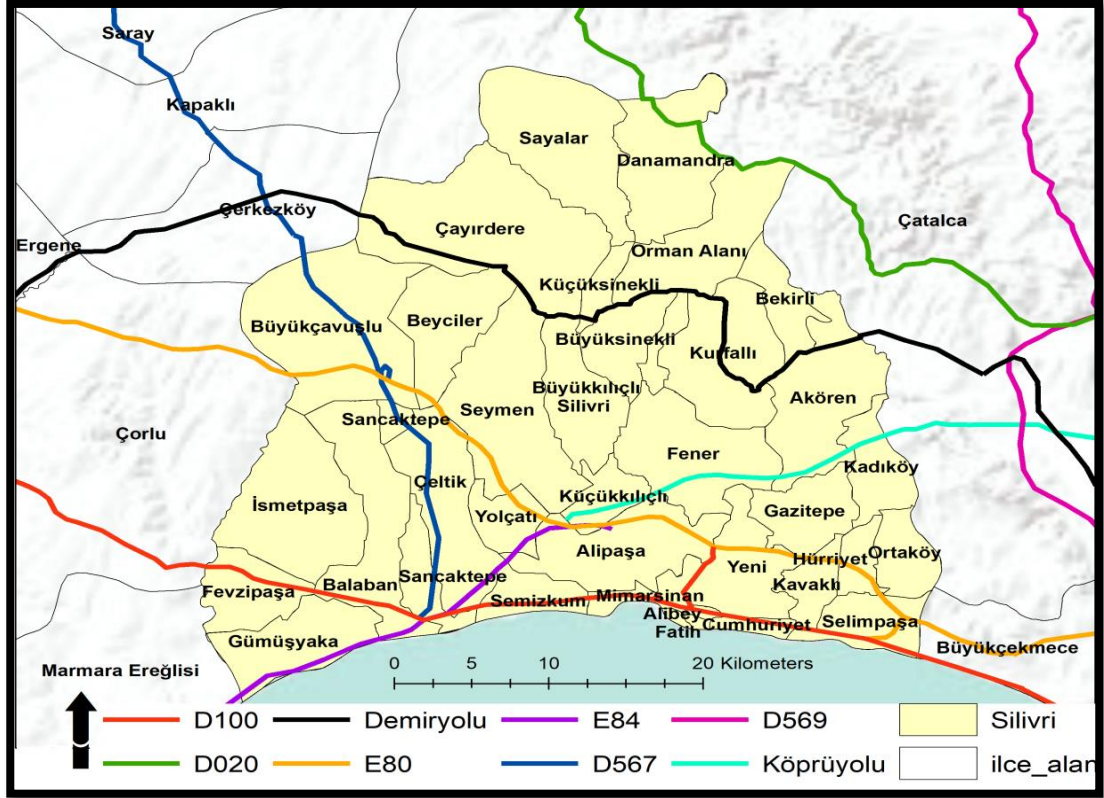 Saray
Kapaklı
Sayalar
Danamandra
Çerkezköy
Çatalca
Çayırdere
Ergene
Orman Alanı
Küçüksinekli
Bekirli
Büyükçavuşlu
Beyciler
Büyüksinekli
Kurfallı
Büyükkılıçlı
Silivri
Akören
Seymen
Sancaktepe
Çorlu
Fener
Kadıköy
Çeltik
Küçükkılıçlı
İsmetpaşa
Yolçatı
Gazitepe
Alipaşa
Hürriyet
Ortaköy
Yeni
Sancaktepe
Balaban
Kavaklı
Fevzipaşa
Semizkum
Mimarsinan
Alibey
Fatih
Cumhuriyet
Selimpaşa
Gümüşyaka
Büyükçekmece
Marmara Ereğlisi
0 5 10 20 Kilometers
D100 Demiryolu E84 D569 Silivri
D020 E80 D567 Köprüyolu ilce_alan